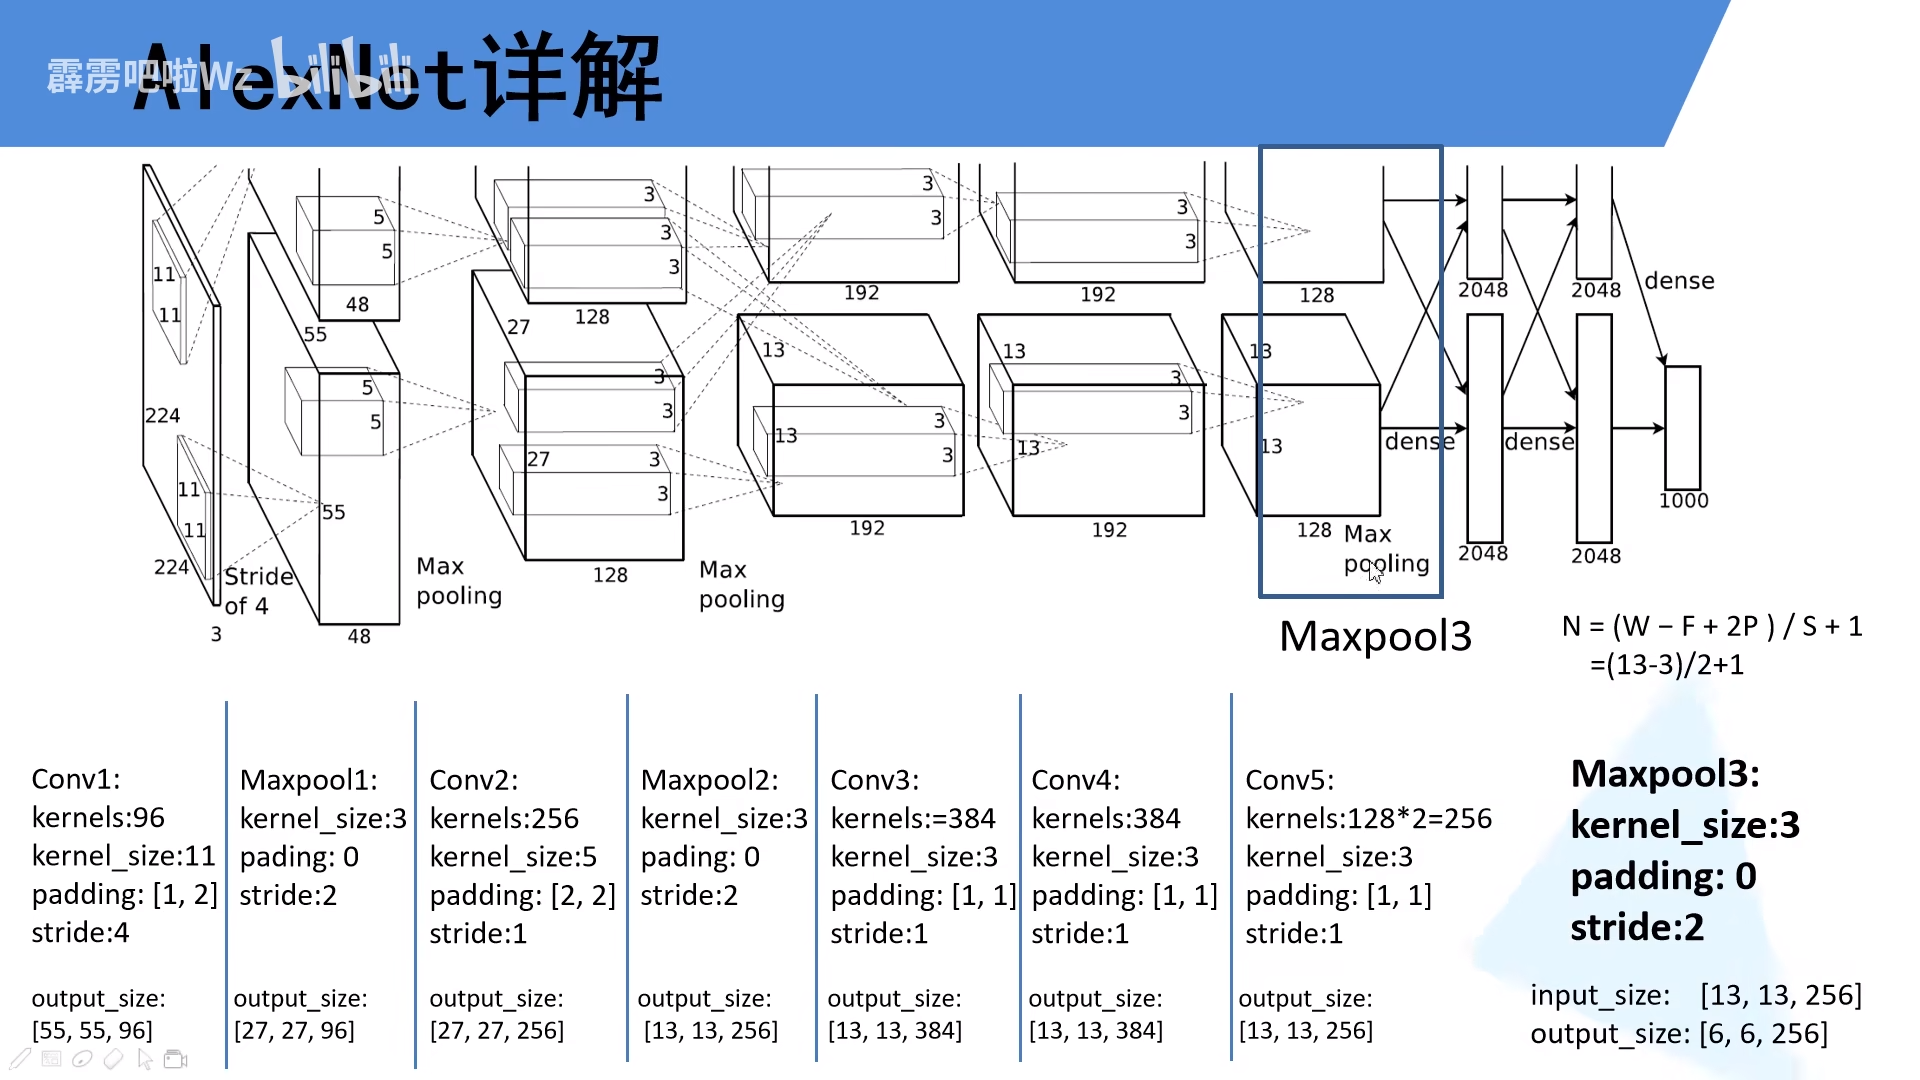 AlexNet详解
霹雳吧啦Wz bilibili
3
3
3
3
5
5
3
3
3
3
11
11
48
55
27
128
192
192
128
2048
2048
dense
13
13
13
5
5
3
3
3
3
3
3
224
13
13
13
dense
dense
27
3
3
11
11
55
1000
192
192
128
Max
pooling
2048
2048
224
Stride
of 4
Max
pooling
128
Max
pooling
3
48
Maxpool3
N = (W − F + 2P ) / S + 1
=(13-3)/2+1
Conv1:
kernels:96
kernel_size:11
padding: [1, 2]
stride:4
output_size:
[55, 55, 96]
Maxpool1:
kernel_size:3
pading: 0
stride:2
output_size:
[27, 27, 96]
Conv2:
kernels:256
kernel_size:5
padding: [2, 2]
stride:1
output_size:
[27, 27, 256]
Maxpool2:
kernel_size:3
pading: 0
stride:2
output_size:
[13, 13, 256]
Conv3:
kernels:=384
kernel_size:3
padding: [1, 1]
stride:1
output_size:
[13, 13, 384]
Conv4:
kernels:384
kernel_size:3
padding: [1, 1]
stride:1
output_size:
[13, 13, 384]
Conv5:
kernels:128*2=256
kernel_size:3
padding: [1, 1]
stride:1
output_size:
[13, 13, 256]
Maxpool3:
kernel_size:3
padding: 0
stride:2
input_size: [13, 13, 256]
output_size: [6, 6, 256]